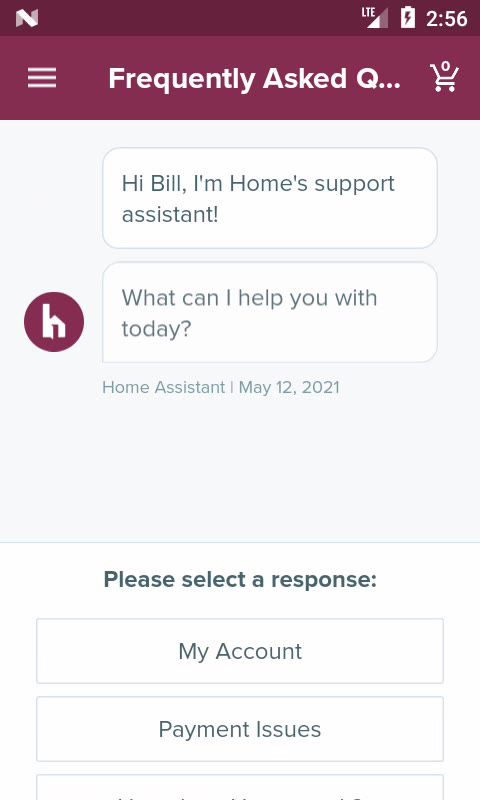 LTE 2:56
Frequently Asked Q... 0
Hi Bill, I'm Home's support
assistant!
What can I help you with
today?
Home Assistant | May 12, 2021
Please select a response:
My Account
Payment Issues